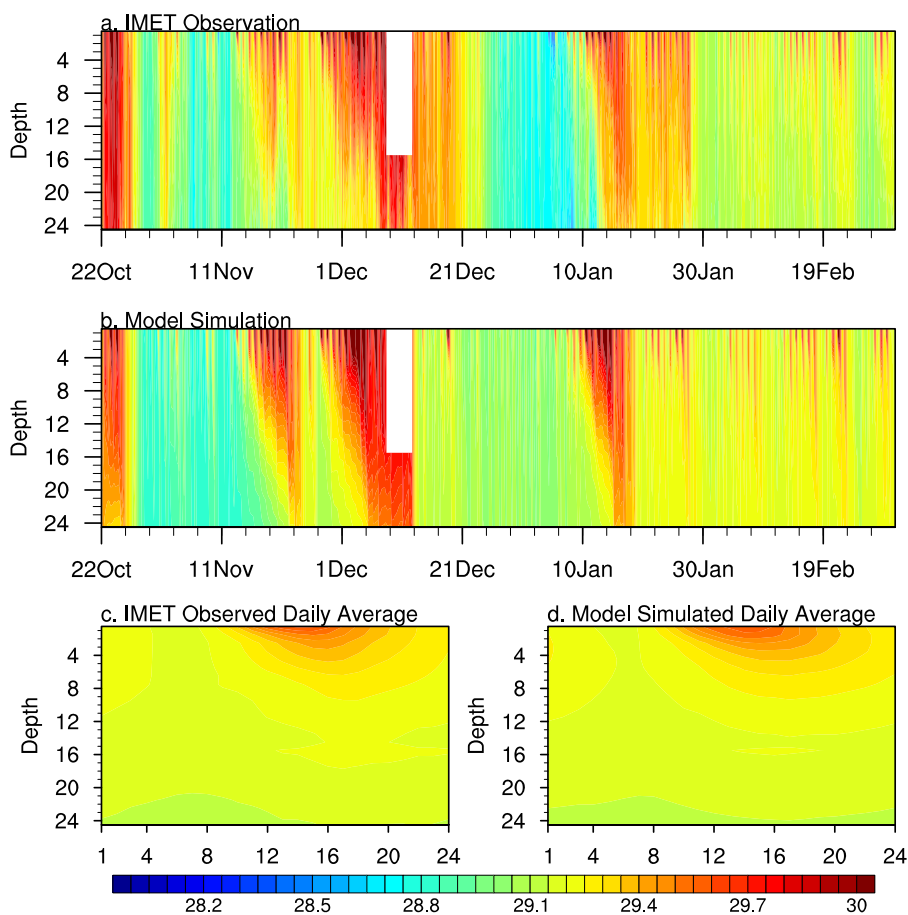 a. IMET Observation
Depth
4
8
12
16
20
24
22Oct 11Nov 1Dec 21Dec 10Jan 30Jan 19Feb
b. Model Simulation
Depth
4
8
12
16
20
24
22Oct 11Nov 1Dec 21Dec 10Jan 30Jan 19Feb
c. IMET Observed Daily Average
Depth
4
8
12
16
20
24
1 4 8 12 16 20 24
d. Model Simulated Daily Average
Depth
4
8
12
16
20
24
1 4 8 12 16 20 24
28.2 28.5 28.8 29.1 29.4 29.7 30